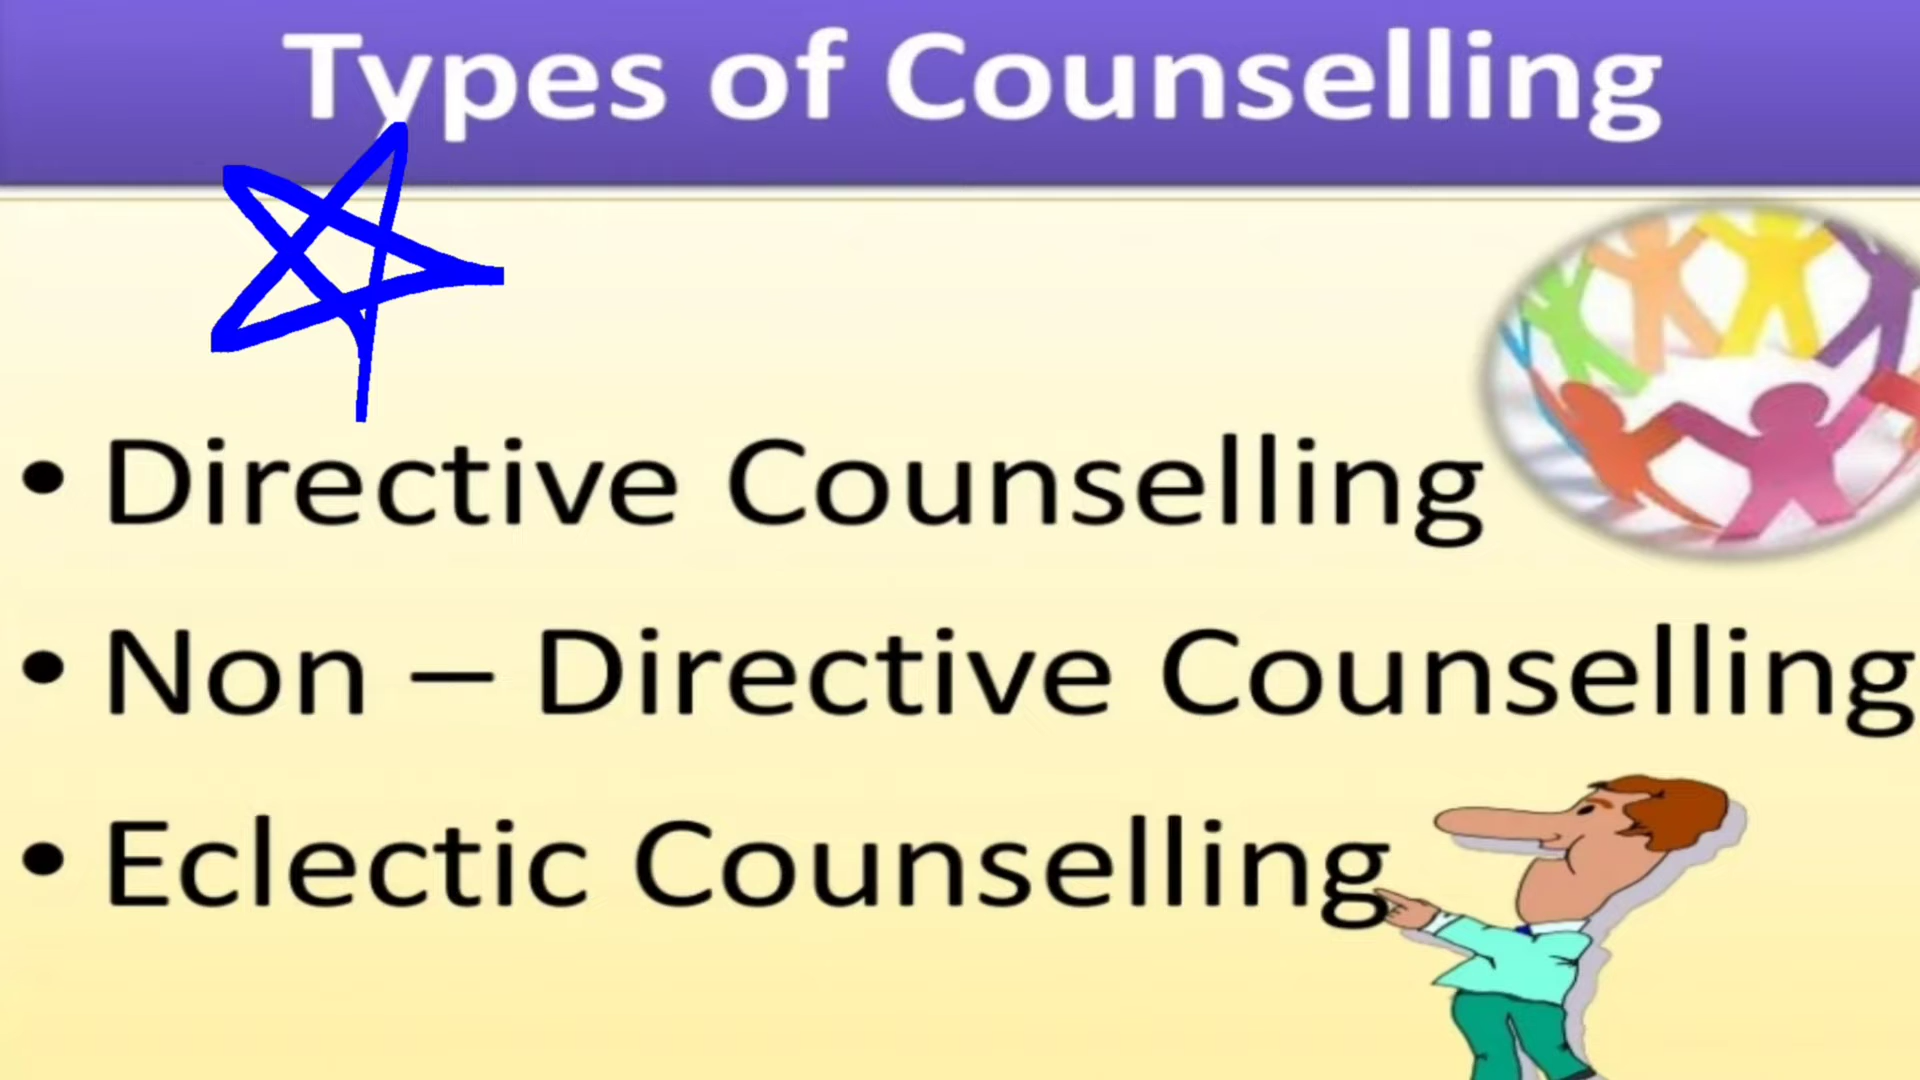 Types of Counselling
• Directive Counselling
• Non – Directive Counselling
• Eclectic Counselling